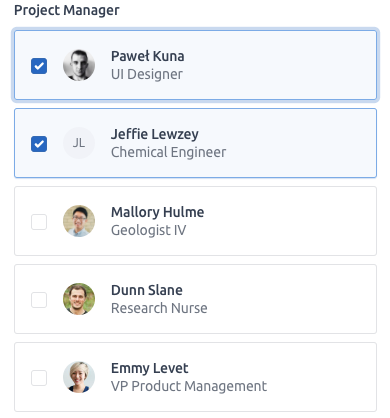 Project Manager
Paweł Kuna
UI Designer
JL
Jeffie Lewzey
Chemical Engineer
Mallory Hulme
Geologist IV
Dunn Slane
Research Nurse
Emmy Levet
VP Product Management